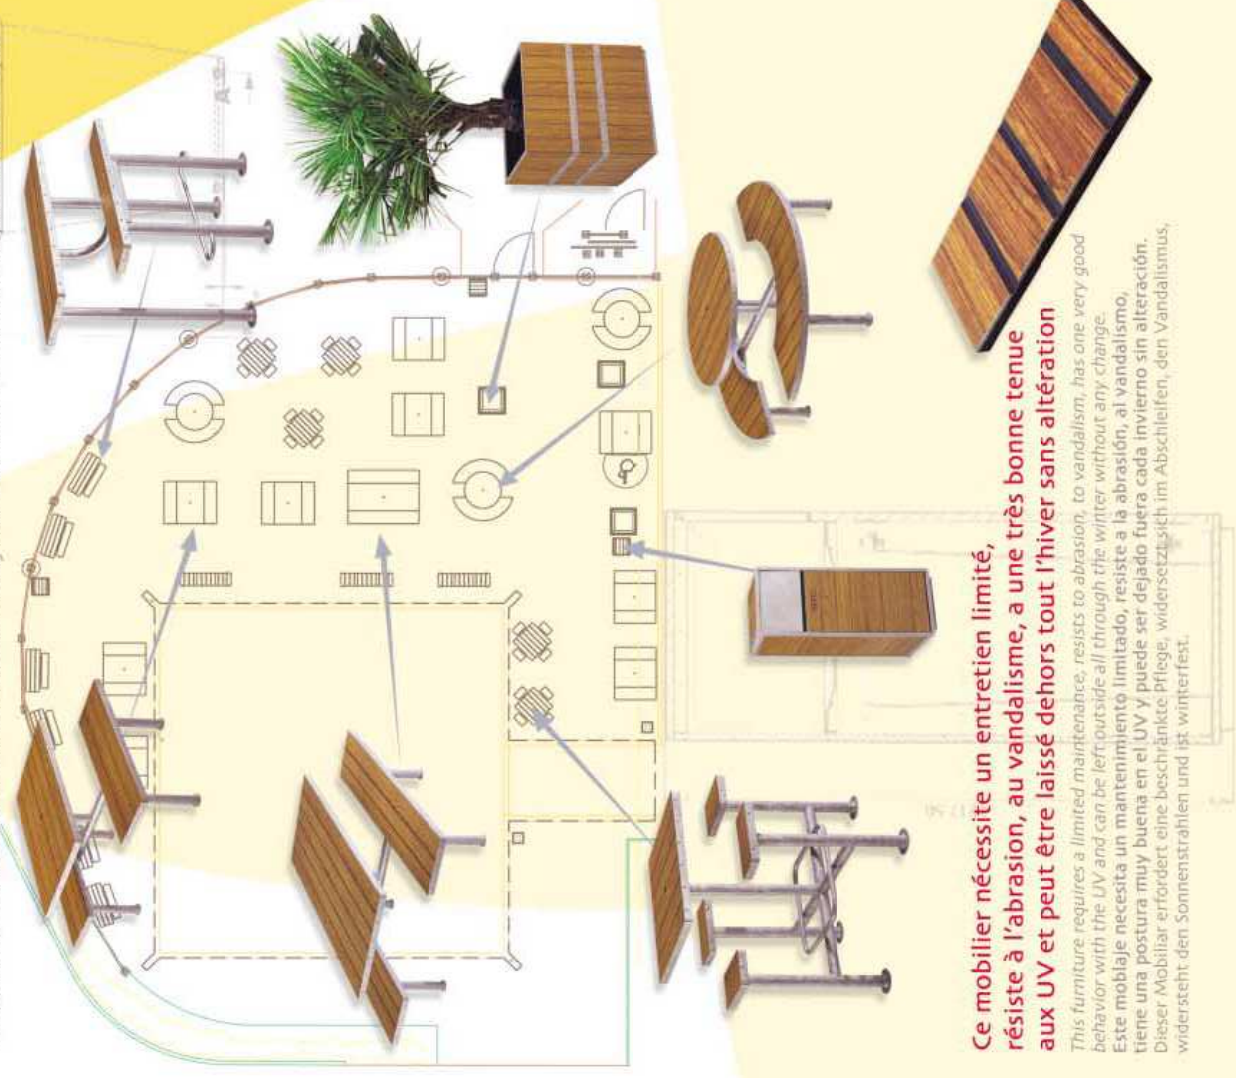 Ce mobilier nécessite un entretien limité,
résiste à l'abrasion, au vandalisme, a une très bonne tenue
aux UV et peut être laissé dehors tout l'hiver sans altération
This furniture requires a limited maintenance, resists to abrasion, to vandalism, has one very good
behavior with the UV and can be left outside all through the winter without any change.
Este moblaje necesita un mantenimiento limitado, resiste a la abrasión, al vandalismo,
tiene una postura muy buena en el UV y puede ser dejado fuera cada invierno sin alteración.
Dieser Mobiliar erfordert eine beschränkte Pflege, widersetzt sich im Abschleifen, den Vandalismus,
widersteht den Sonnenstrahlen und ist winterfest.